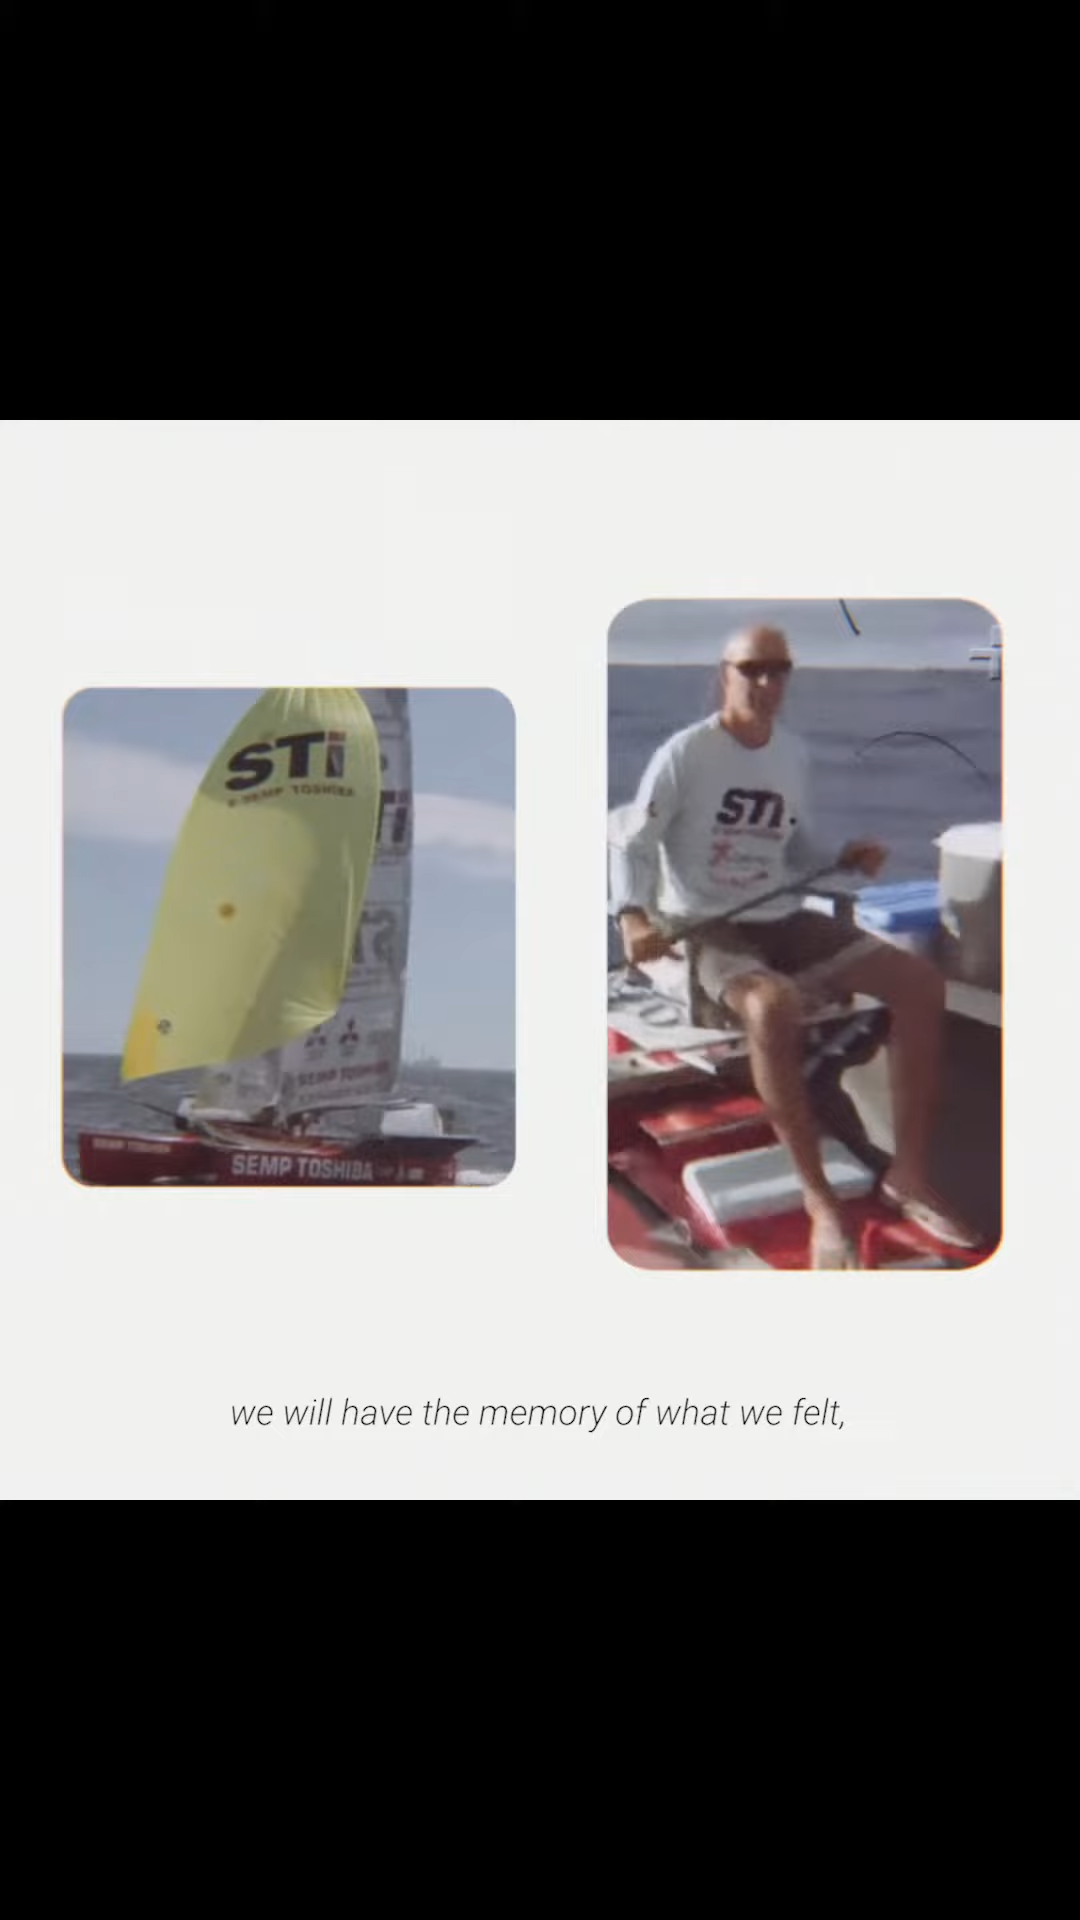 STi
SEMP TOSHIBA
SEMP TOSHIBA
STI
we will have the memory of what we felt,